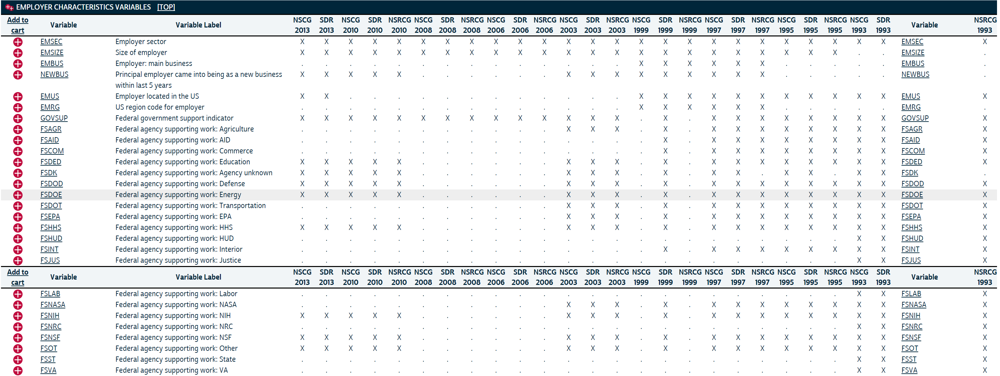 EMPLOYER CHARACTERISTICS VARIABLES [TOP]
Add to cart Variable Variable Label NSCG 2013 SDR 2013 NSCG 2010 SDR 2010 NSRCG 2010 NSCG 2008 SDR 2008 NSRCG 2008 NSCG 2006 SDR 2006 NSRCG 2006 NSCG 2003 SDR 2003 NSRCG 2003 NSCG 1999 SDR 1999 NSRCG 1999 NSCG 1997 SDR 1997 NSRCG 1997 NSCG 1995 SDR 1995 NSRCG 1995 NSCG 1993 SDR 1993 Variable NSRCG 1993
EMSEC Employer sector X X X X X X X X X X X X X X X X X X X X X X X X X EMSEC X
EMSIZE Size of employer X X X X X X X X X X X X X X X X X X X X X X X . . EMSIZE .
EMBUS Employer: main business . . . . . . . . . . . . . . X X X X X X . . . . . EMBUS .
NEWBUS Principal employer came into being as a new business X X X X X . . . . . . X X X X X X X X X . . . . . NEWBUS .
within last 5 years
EMUS Employer located in the US X X . . . . . . . . . . . . X X X X X X X X X X X EMUS X
EMRG US region code for employer . . . . . . . . . . . . . . X X X X X X . . . . . EMRG .
GOVSUP Federal government support indicator X X X X X X X X X X X X X X . X . X X X X X X X X GOVSUP X
FSAGR Federal agency supporting work: Agriculture . . . . . . . . . . . X X X . X . X X X X X X X X FSAGR X
FSAID Federal agency supporting work: AID . . . . . . . . . . . . . . . X . X X X X X X X X FSAID X
FSCOM Federal agency supporting work: Commerce . . . . . . . . . . . . . . . X . X X X X X X X X FSCOM X
FSDED Federal agency supporting work: Education X X X X X . . . . . . X X X . X . X X X X X X X X FSDED X
FSDK Federal agency supporting work: Agency unknown X X X X X . . . . . . X X X . X . X X . X X . X X FSDK .
FSDOD Federal agency supporting work: Defense X X X X X . . . . . . X X X . X . X X X X X X X X FSDOD X
FSDOE Federal agency supporting work: Energy X X X X X . . . . . . X X X . X . X X X X X X X X FSDOE X
FSDOT Federal agency supporting work: Transportation . . . . . . . . . . . X X X . X . X X X X X X X X FSDOT X
FSEPA Federal agency supporting work: EPA . . . . . . . . . . . X X X . X . X X X X X X X X FSEPA X
FSHHS Federal agency supporting work: HHS X X X X X . . . . . . X X X . X . X X X X X X X X FSHHS X
FSHUD Federal agency supporting work: HUD . . . . . . . . . . . . . . . . . . . . . . . X X FSHUD X
FSINT Federal agency supporting work: Interior . . . . . . . . . . . . . . . X . X X X X X X X X FSINT X
FSJUS Federal agency supporting work: Justice . . . . . . . . . . . . . . . . . . . . . . . X X FSJUS X
Add to cart Variable Variable Label NSCG 2013 SDR 2013 NSCG 2010 SDR 2010 NSRCG 2010 NSCG 2008 SDR 2008 NSRCG 2008 NSCG 2006 SDR 2006 NSRCG 2006 NSCG 2003 SDR 2003 NSRCG 2003 NSCG 1999 SDR 1999 NSRCG 1999 NSCG 1997 SDR 1997 NSRCG 1997 NSCG 1995 SDR 1995 NSRCG 1995 NSCG 1993 SDR 1993 Variable NSRCG 1993
FSLAB Federal agency supporting work: Labor . . . . . . . . . . . . . . . . . . . . . . . X X FSLAB X
FSNASA Federal agency supporting work: NASA . . . . . . . . . . . X X X . X . X X X X X X X X FSNASA X
FSNIH Federal agency supporting work: NIH X X X X X . . . . . . X X X . X . X X X X X X X X FSNIH X
FSNRC Federal agency supporting work: NRC . . . . . . . . . . . . . . . . . . . . . . . X X FSNRC X
FSNSF Federal agency supporting work: NSF X X X X X . . . . . . X X X . X . X X X X X X X X FSNSF X
FSOT Federal agency supporting work: Other X X X X X . . . . . . X X X . X . X X X X X X X X FSOT X
FSST Federal agency supporting work: State . . . . . . . . . . . . . . . . . . . . . . . X X FSST X
FSVA Federal agency supporting work: VA . . . . . . . . . . . . . . . . . . . . . . . X X FSVA X